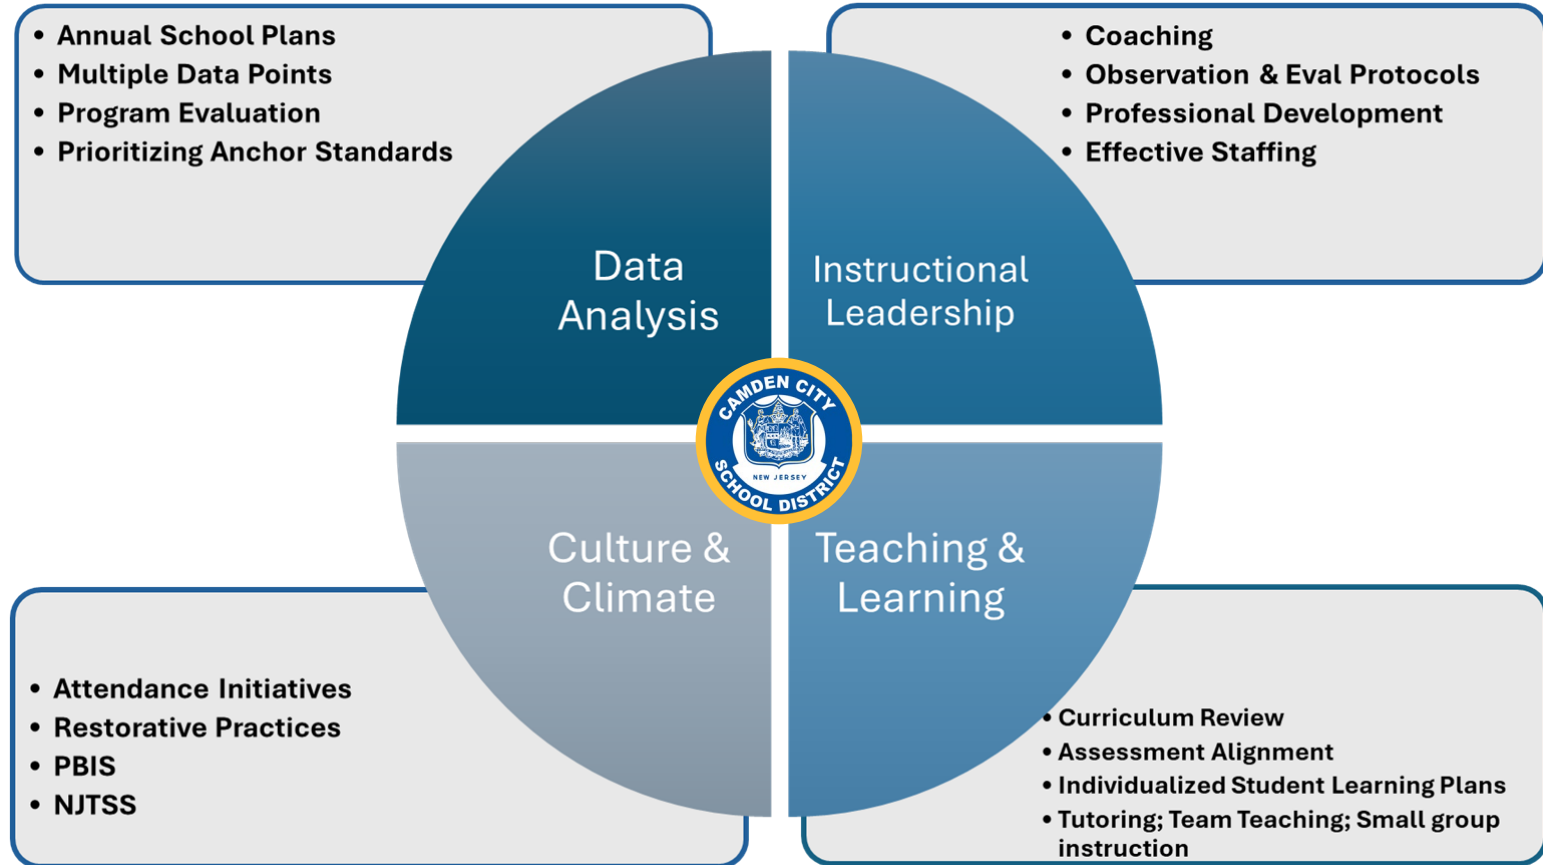 • Annual School Plans
• Multiple Data Points
• Program Evaluation
• Prioritizing Anchor Standards
• Coaching
• Observation & Eval Protocols
• Professional Development
• Effective Staffing
Data
Analysis
Instructional
Leadership
CAMDEN CITY
NEW JERSEY
SCHOOL DISTRICT
Culture &
Climate
Teaching &
Learning
• Attendance Initiatives
• Restorative Practices
• PBIS
• NJTSS
• Curriculum Review
• Assessment Alignment
• Individualized Student Learning Plans
• Tutoring; Team Teaching; Small group
instruction